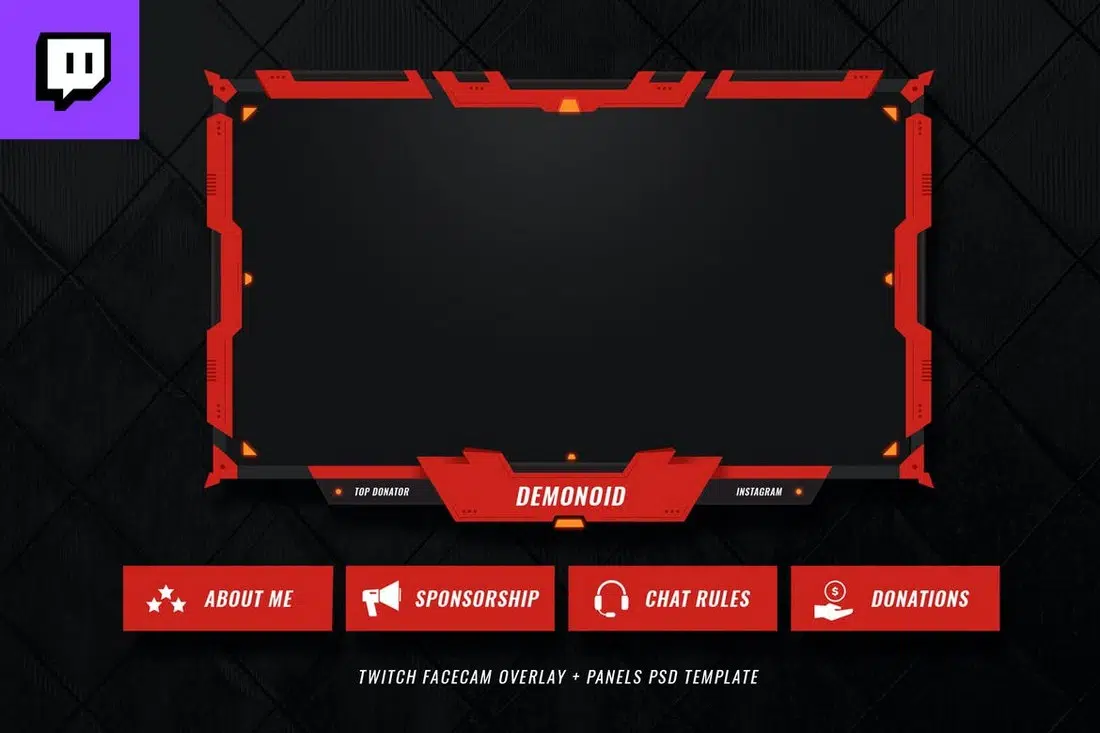 TOP DONATOR
DEMONOID
INSTAGRAM
ABOUT ME
SPONSORSHIP
CHAT RULES
$
DONATIONS
TWITCH FACECAM OVERLAY + PANELS PSD TEMPLATE